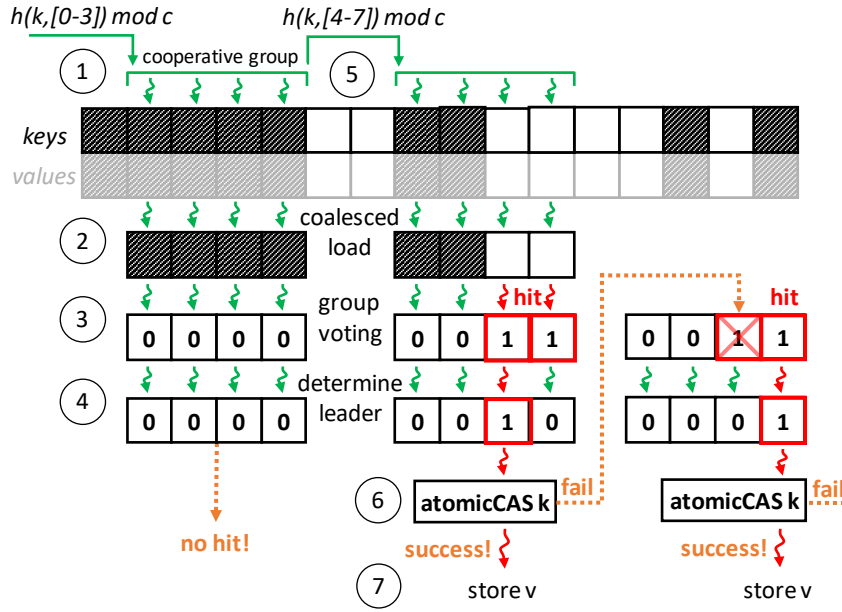 h(k,[0-3]) mod c
h(k,[4-7]) mod c
1 cooperative group 5
keys
values
2 coalesced load
3 group voting hit hit
0 0 0 0 0 0 1 1 0 0 1 1
4 determine leader
0 0 0 0 0 0 1 0 0 0 0 1
6 atomicCAS k fail atomicCAS k fail
no hit! success! success!
7 store v store v